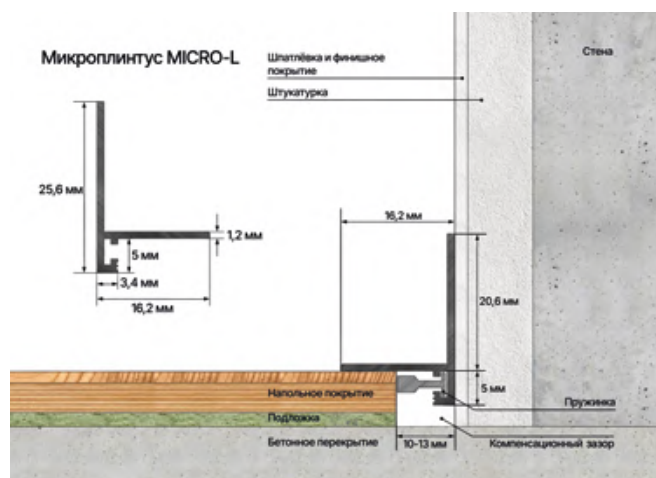 Микроплинтус MICRO-L
Шпатлёвка и финишное
покрытие
Штукатурка
Стена
25,6 мм
1,2 мм
5 мм
3,4 мм
16,2 мм
16,2 мм
20,6 мм
5 мм
Напольное покрытие
Пружинка
Подложка
Бетонное перекрытие
10-13 мм
Компенсационный зазор